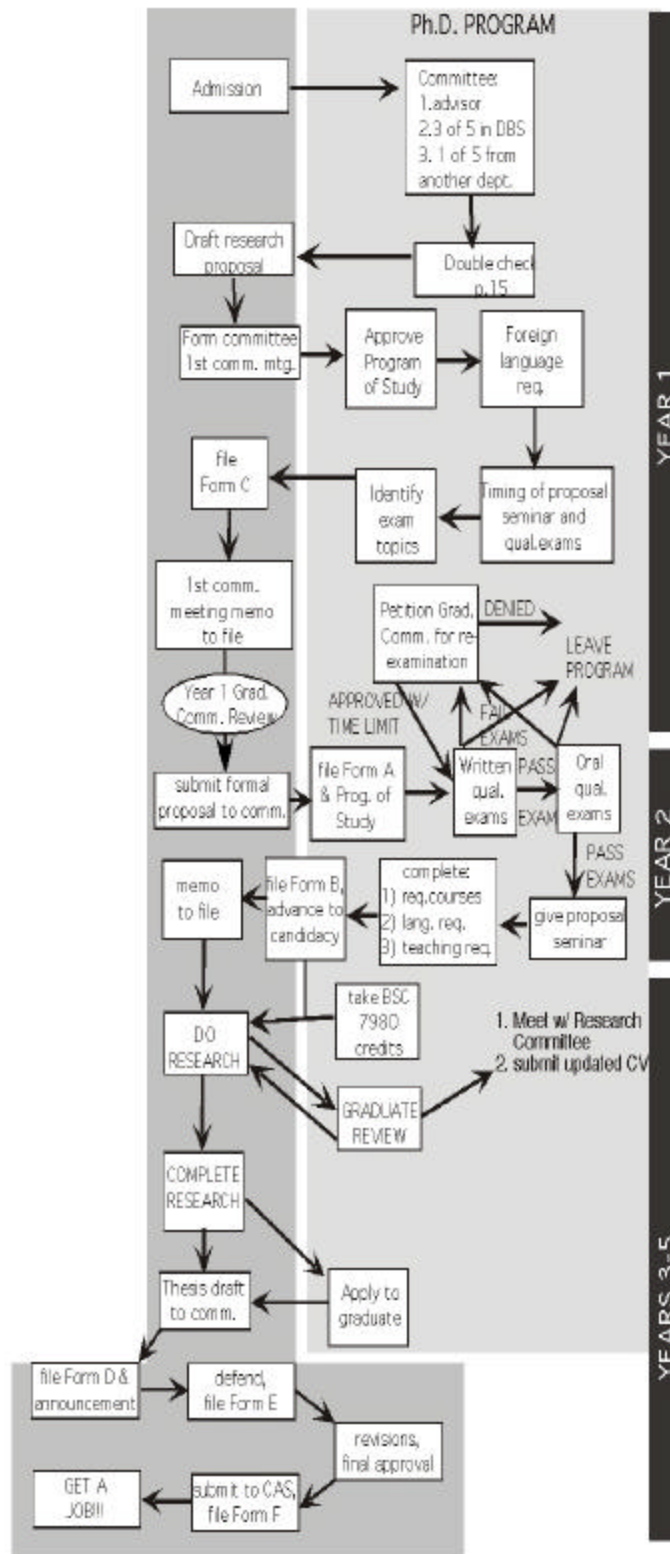 Ph.D. PROGRAM
Admission
Committee:
1.advisor
2.3 of 5 in DBS
3. 1 of 5 from
another dept.
Draft research
proposal
Double check
p.15
Form committee
1st comm. mtg.
Approve
Program
of Study
Foreign
language
req.
YEAR 1
file
Form C
Identify
exam
topics
Timing of proposal
seminar and
qual.exams
1st comm.
meeting memo
to file
Petition Grad.
Comm. for re-
examination
DENIED
LEAVE
PROGRAM
Year 1 Grad.
Comm. Review
APPROVED W/
TIME LIMIT
FAIL
EXAMS
submit formal
proposal to comm.
file Form A
& Prog. of
Study
Written
qual.
exams
PASS
EXAM
Oral
qual.
exams
YEAR 2
PASS
EXAMS
memo
to file
file Form B,
advance to
candidacy
complete:
1) req.courses
2) lang. req.
3) teaching req.
give proposal
seminar
DO
RESEARCH
take BSC
7980
credits
1. Meet w/ Research
Committee
2. submit updated CV
GRADUATE
REVIEW
COMPLETE
RESEARCH
Thesis draft
to comm.
Apply to
graduate
YEARS 3-5
file Form D &
announcement
defend,
file Form E
revisions,
final approval
submit to CAS,
file Form F
GET A
JOB!!!